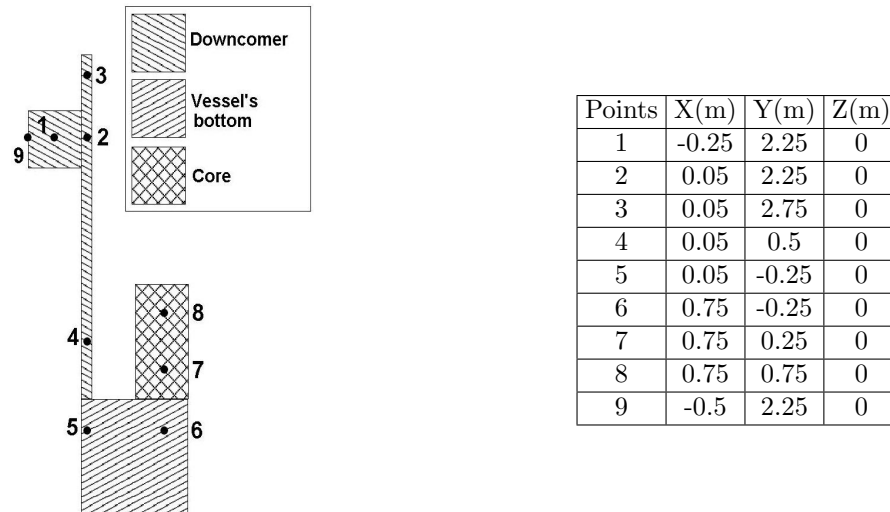 Downcomer
Vessel's
bottom
Core
3
1
2
9
8
4
7
5
6
Points X(m) Y(m) Z(m)
1 -0.25 2.25 0
2 0.05 2.25 0
3 0.05 2.75 0
4 0.05 0.5 0
5 0.05 -0.25 0
6 0.75 -0.25 0
7 0.75 0.25 0
8 0.75 0.75 0
9 -0.5 2.25 0